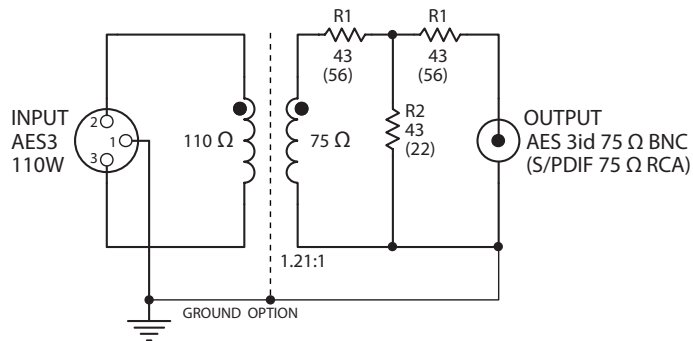 R1
43
(56)
R1
43
(56)
INPUT
AES3
110W
2
1
3
110 Ω
75 Ω
R2
43
(22)
OUTPUT
AES 3id 75 Ω BNC
(S/PDIF 75 Ω RCA)
1.21:1
GROUND OPTION